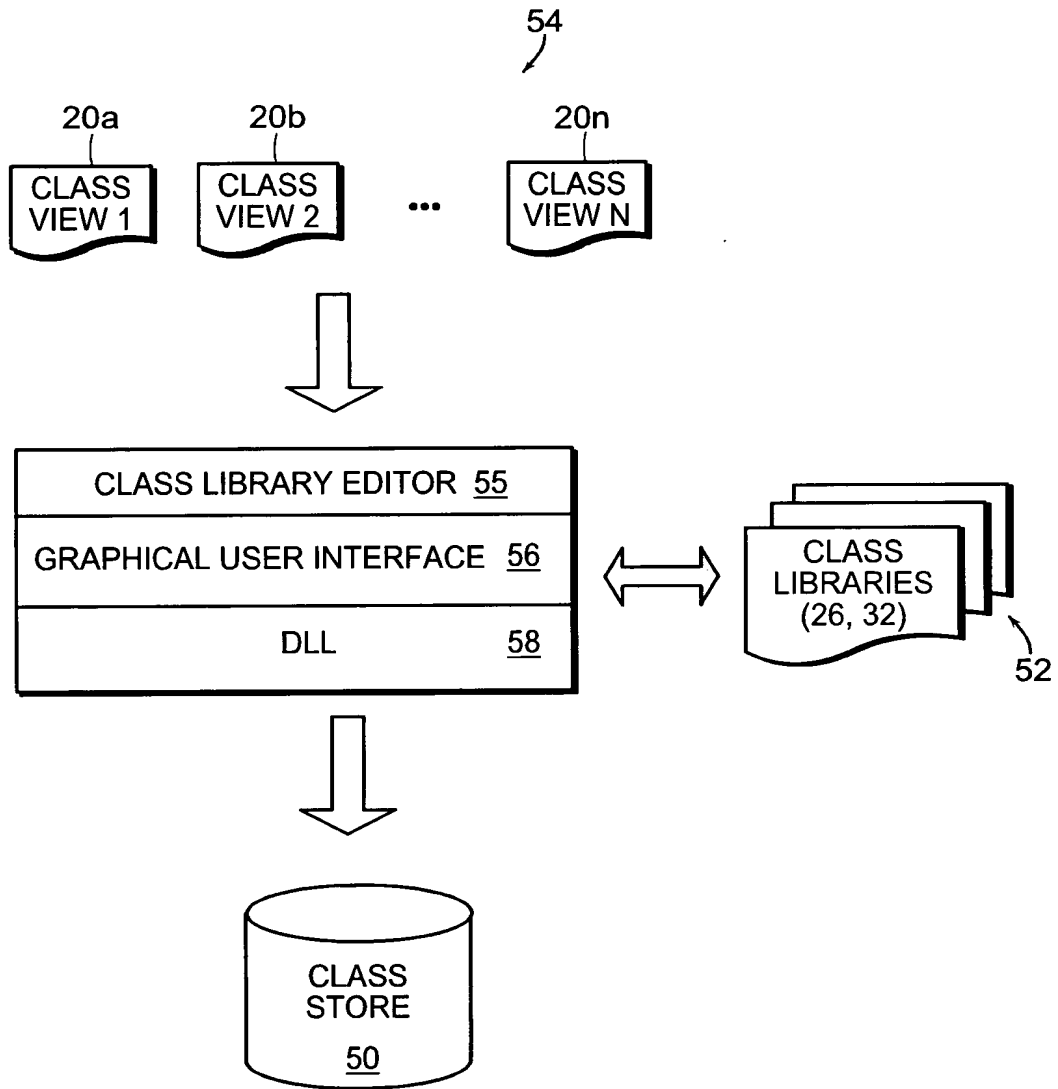 54
20a
20b
20n
CLASS
VIEW 1
CLASS
VIEW 2
...
CLASS
VIEW N
CLASS LIBRARY EDITOR 55
GRAPHICAL USER INTERFACE 56
DLL 58
CLASS
LIBRARIES
(26, 32)
52
CLASS
STORE
50